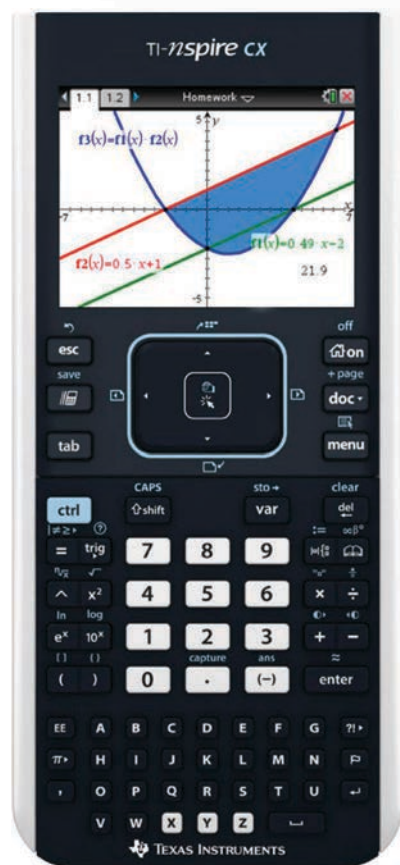 TI-nspire CX
1.1 1.2 Homework
5 y
f3(x)=f1(x)·f2(x)
x
-7 7
f1(x)=0.49·x-2
f2(x)=0.5·x+1
21.9
-5
off
esc on
save +page
doc
tab menu
CAPS sto→ clear
ctrl shift var del
|≠≥▸ ? := ∞β°
= trig 7 8 9
ⁿ√x √ "∞" ÷
^ x² 4 5 6 × ÷
ln log
eˣ 10ˣ 1 2 3 + −
[ ] { } capture ans ≈
( ) 0 . (−) enter
EE A B C D E F G ?!▸
π▸ H I J K L M N
, O P Q R S T U ↵
V W X Y Z
TEXAS INSTRUMENTS